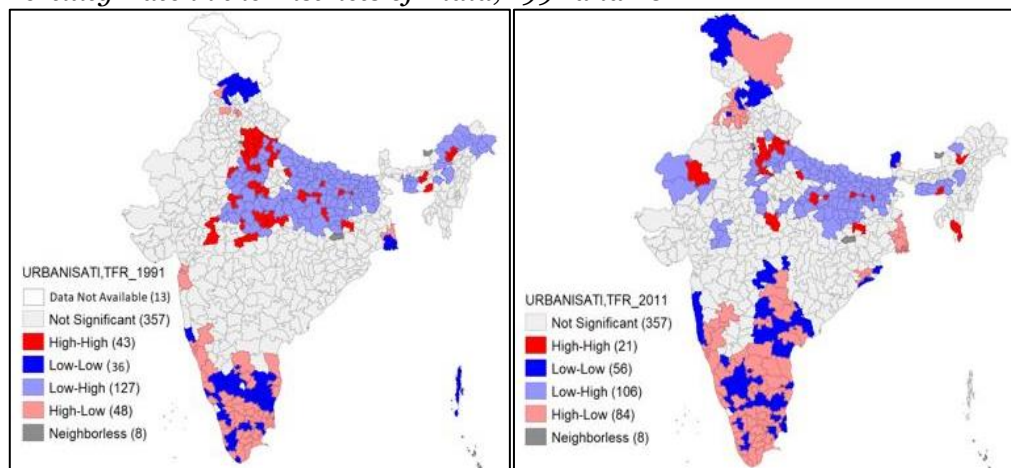 URBANISATI,TFR_1991
Data Not Available (13)
Not Significant (357)
High-High (43)
Low-Low (36)
Low-High (127)
High-Low (48)
Neighborless (8)
URBANISATI,TFR_2011
Not Significant (357)
High-High (21)
Low-Low (56)
Low-High (106)
High-Low (84)
Neighborless (8)